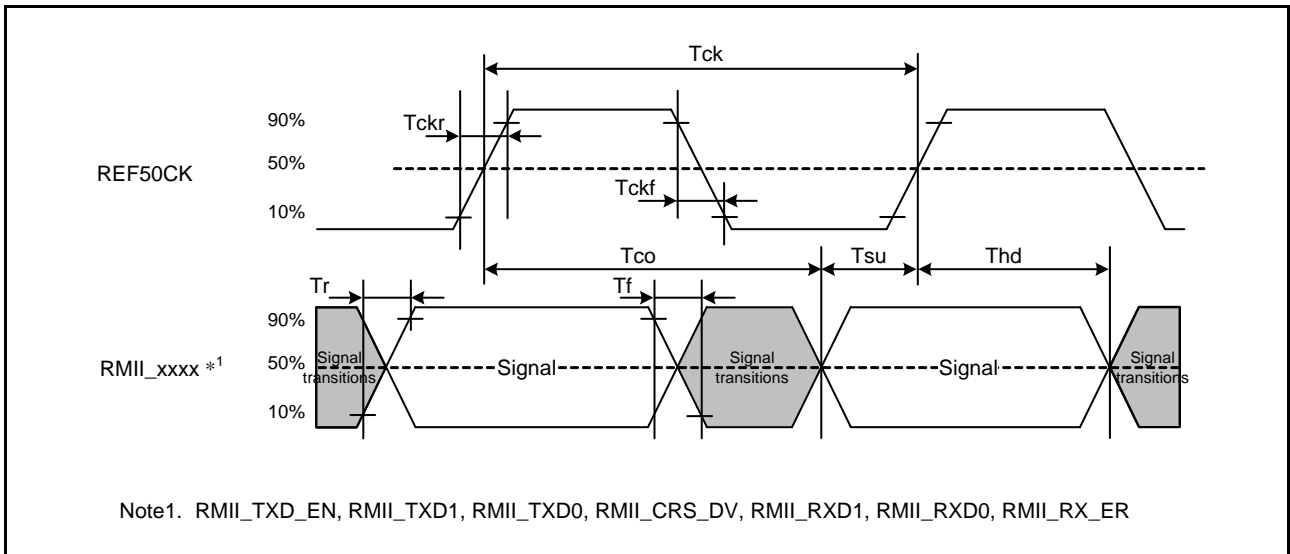 Tck
90%
Tckr
50%
REF50CK
Tckf
10%
Tco
Tsu
Thd
Tr
Tf
90%
RMII_xxxx *1
50%
Signal
transitions
Signal
Signal
transitions
Signal
Signal
transitions
10%
Note1. RMII_TXD_EN, RMII_TXD1, RMII_TXD0, RMII_CRS_DV, RMII_RXD1, RMII_RXD0, RMII_RX_ER